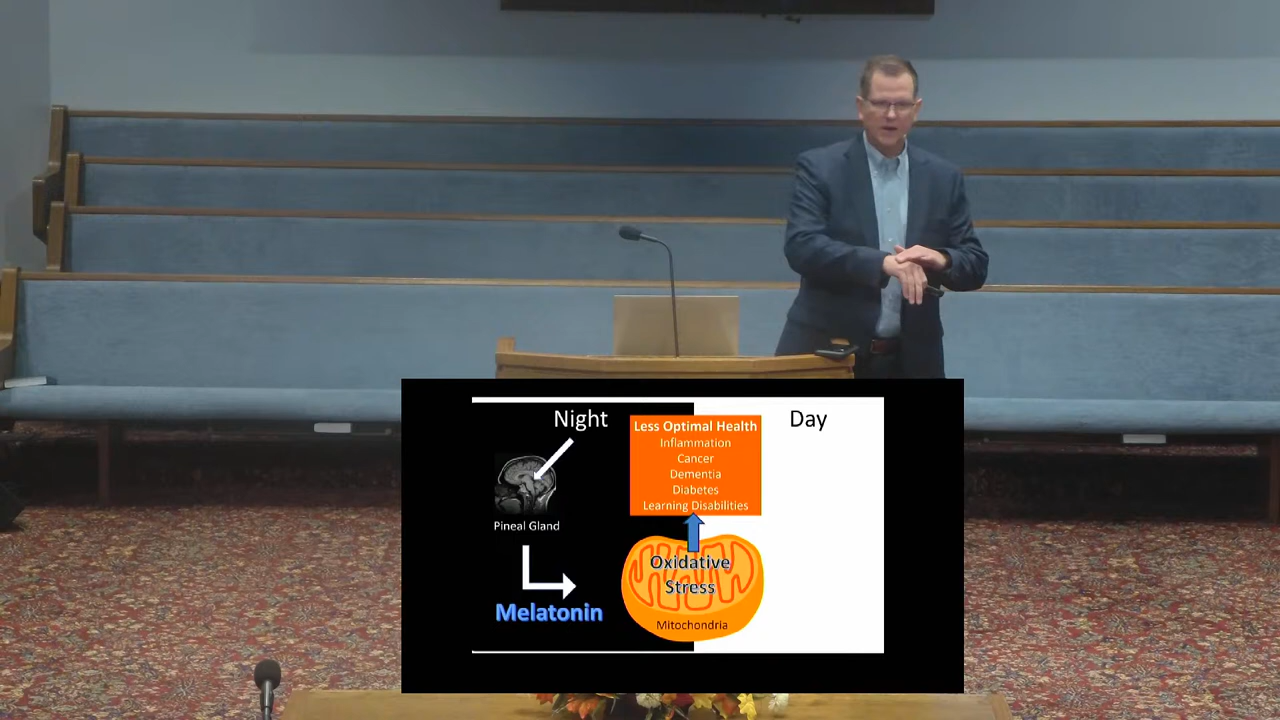 Night
Day
Less Optimal Health
Inflammation
Cancer
Dementia
Diabetes
Learning Disabilities
Pineal Gland
Oxidative
Stress
Melatonin
Mitochondria